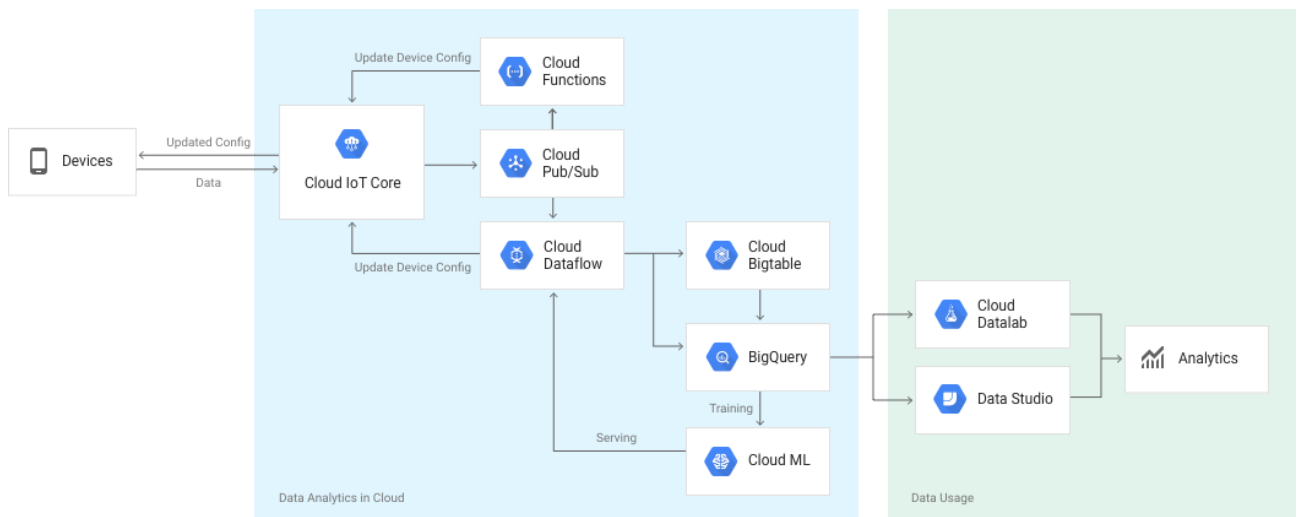 Update Device Config
Cloud
Functions
Devices
Updated Config
Data
Cloud IoT Core
Cloud
Pub/Sub
Update Device Config
Cloud
Dataflow
Cloud
Bigtable
BigQuery
Training
Serving
Cloud ML
Data Analytics in Cloud
Cloud
Datalab
Data Studio
Analytics
Data Usage